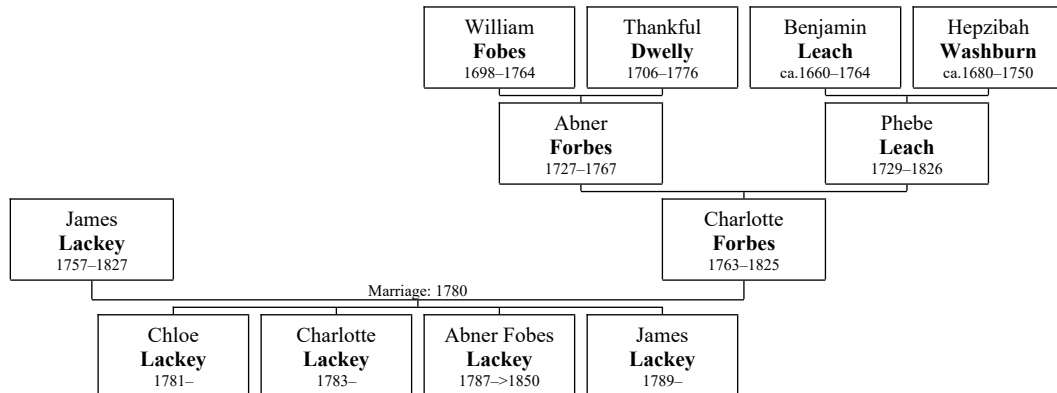 William
Fobes
1698–1764
Thankful
Dwelly
1706–1776
Benjamin
Leach
ca.1660–1764
Hepzibah
Washburn
ca.1680–1750
Abner
Forbes
1727–1767
Phebe
Leach
1729–1826
James
Lackey
1757–1827
Charlotte
Forbes
1763–1825
Marriage: 1780
Chloe
Lackey
1781–
Charlotte
Lackey
1783–
Abner Fobes
Lackey
1787–>1850
James
Lackey
1789–